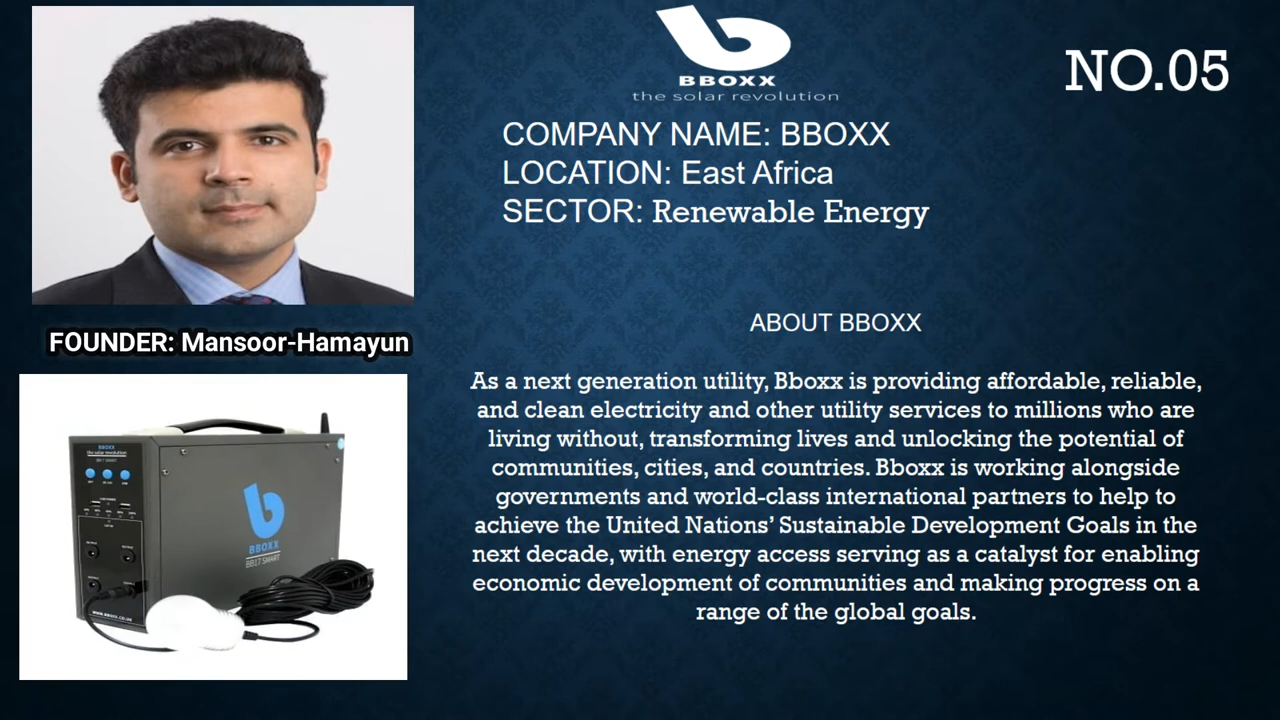 BBOXX
the solar revolution
NO.05
COMPANY NAME: BBOXX
LOCATION: East Africa
SECTOR: Renewable Energy
FOUNDER: Mansoor-Hamayun
ABOUT BBOXX
As a next generation utility, Bboxx is providing affordable, reliable,
and clean electricity and other utility services to millions who are
living without, transforming lives and unlocking the potential of
communities, cities, and countries. Bboxx is working alongside
governments and world-class international partners to help to
achieve the United Nations’ Sustainable Development Goals in the
next decade, with energy access serving as a catalyst for enabling
economic development of communities and making progress on a
range of the global goals.
BBOXX
the solar revolution
BB17 SMART
b
BBOXX
BB17 SMART
WWW.BBOXX.CO.UK